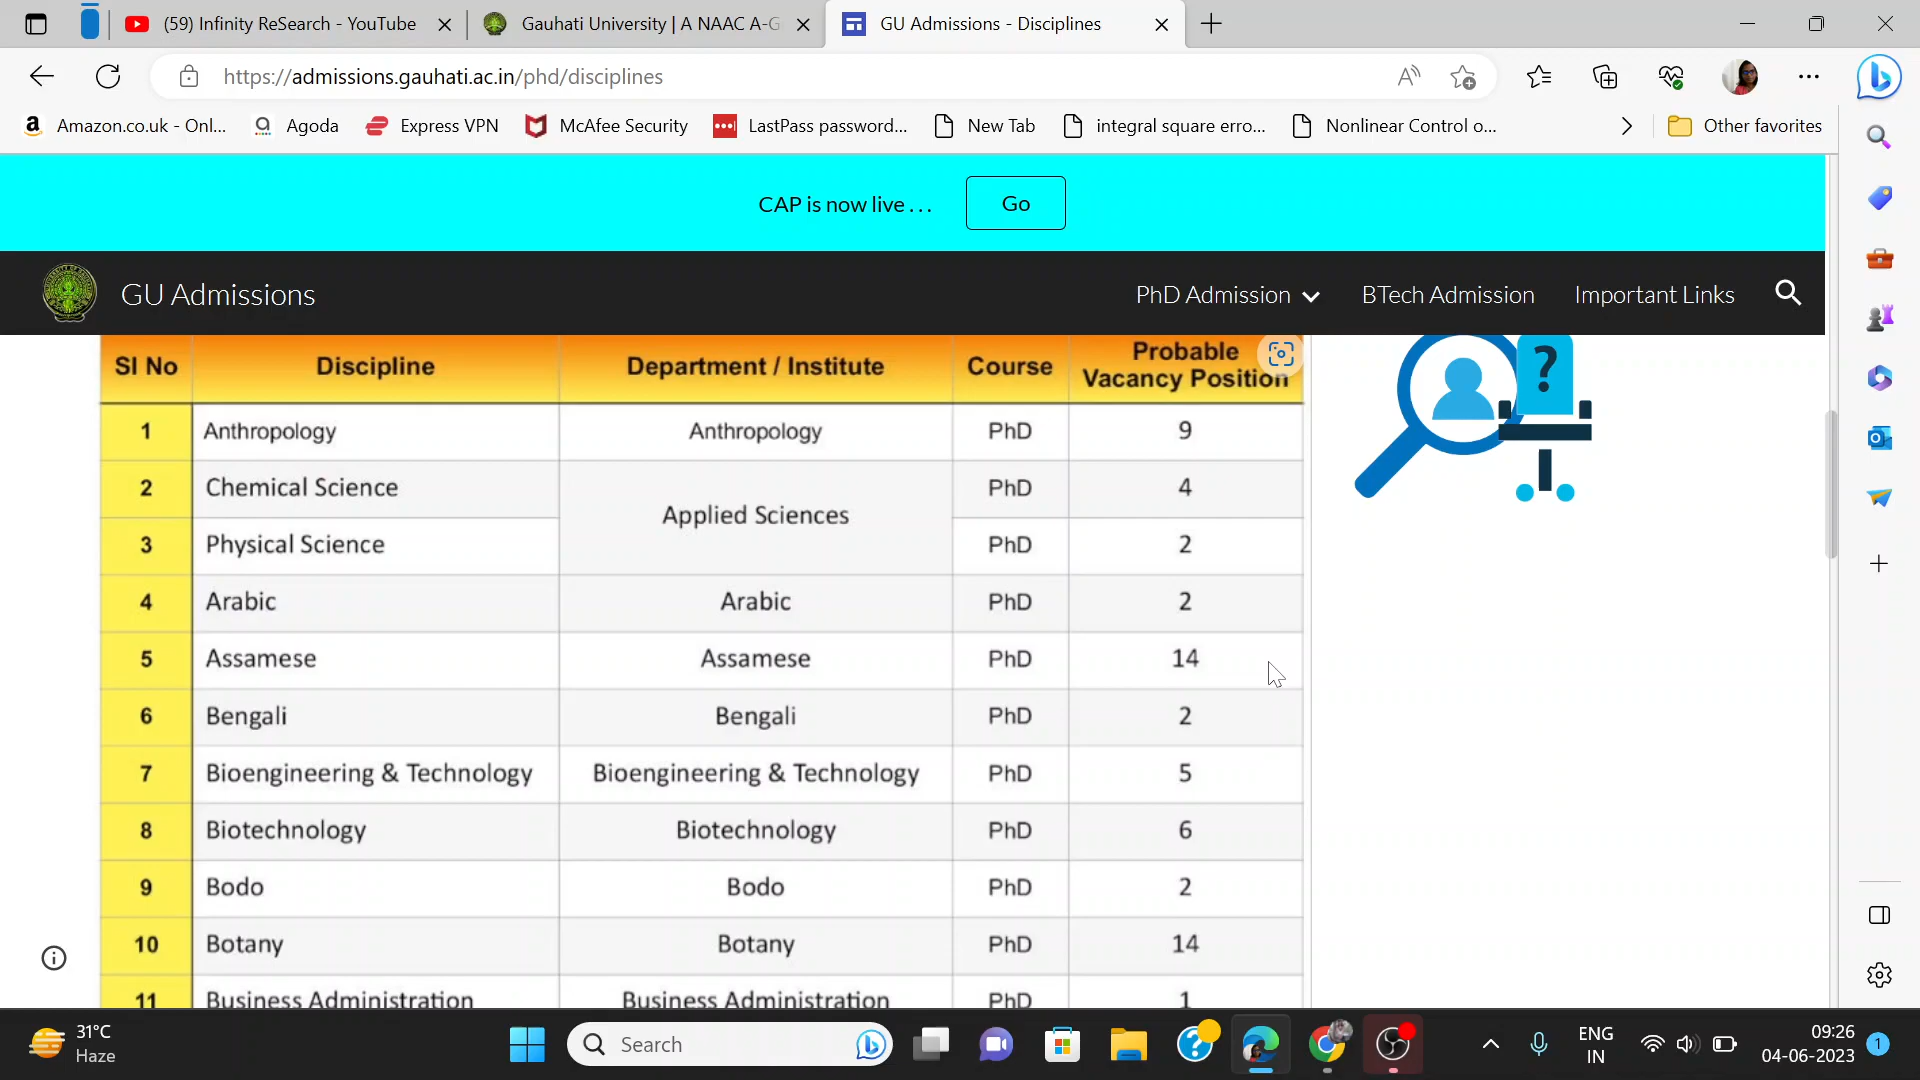 (59) Infinity ReSearch - YouTube
Gauhati University | A NAAC A-G
GU Admissions - Disciplines
https://admissions.gauhati.ac.in/phd/disciplines
Amazon.co.uk - Onl...
Agoda
Express VPN
McAfee Security
LastPass password...
New Tab
integral square erro...
Nonlinear Control o...
Other favorites
CAP is now live . . .
Go
GU Admissions
PhD Admission
BTech Admission
Important Links
SI No Discipline Department / Institute Course Probable Vacancy Position
1 Anthropology Anthropology PhD 9
2 Chemical Science Applied Sciences PhD 4
3 Physical Science PhD 2
4 Arabic Arabic PhD 2
5 Assamese Assamese PhD 14
6 Bengali Bengali PhD 2
7 Bioengineering & Technology Bioengineering & Technology PhD 5
8 Biotechnology Biotechnology PhD 6
9 Bodo Bodo PhD 2
10 Botany Botany PhD 14
11 Business Administration Business Administration PhD 1
?
31°C
Haze
Search
ENG
IN
09:26
04-06-2023
1